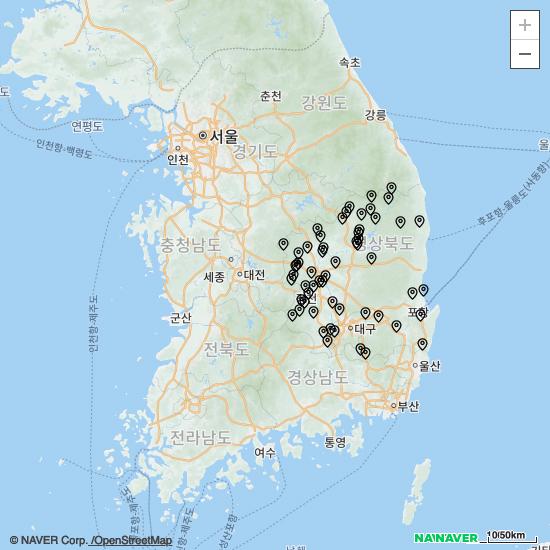 +
−
속초
춘천
강원도
강릉
도
연평도
서울
인천항-백령도
인천
경기도
울
후포항-울릉도(사동항)
충청남도
경상북도
세종
대전
군산
포항
인천항-제주도
전북도
대구
경상남도
울산
부산
전라남도
여수
통영
© NAVER Corp. /OpenStreetMap
NAVER
10/50km